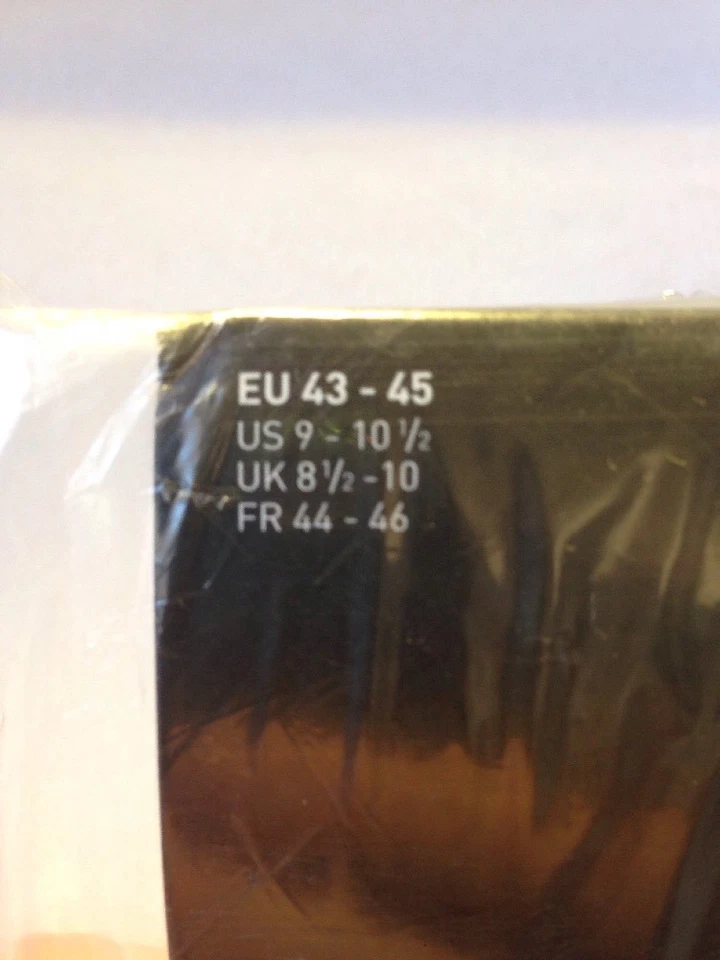 EU 43 - 45
US 9 - 10 ½
UK 8 ½ - 10
FR 44 - 46